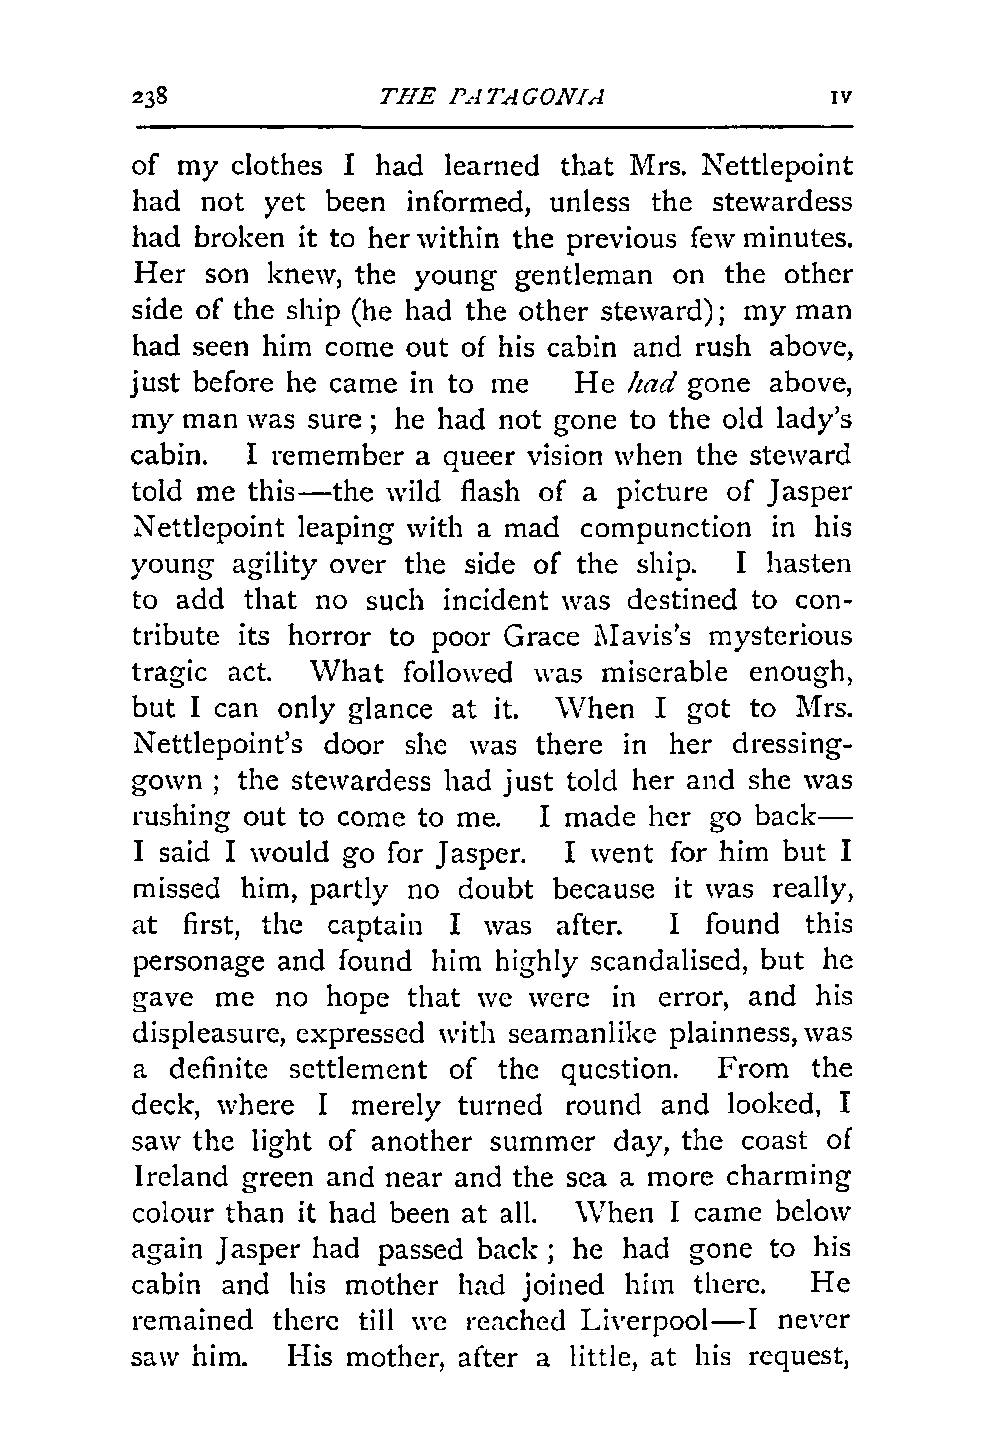 238 THE PATAGONIA IV
of my clothes I had learned that Mrs. Nettlepoint
had not yet been informed, unless the stewardess
had broken it to her within the previous few minutes.
Her son knew, the young gentleman on the other
side of the ship (he had the other steward); my man
had seen him come out of his cabin and rush above,
just before he came in to me He had gone above,
my man was sure; he had not gone to the old lady's
cabin. I remember a queer vision when the steward
told me this—the wild flash of a picture of Jasper
Nettlepoint leaping with a mad compunction in his
young agility over the side of the ship. I hasten
to add that no such incident was destined to con-
tribute its horror to poor Grace Mavis's mysterious
tragic act. What followed was miserable enough,
but I can only glance at it. When I got to Mrs.
Nettlepoint's door she was there in her dressing-
gown; the stewardess had just told her and she was
rushing out to come to me. I made her go back—
I said I would go for Jasper. I went for him but I
missed him, partly no doubt because it was really,
at first, the captain I was after. I found this
personage and found him highly scandalised, but he
gave me no hope that we were in error, and his
displeasure, expressed with seamanlike plainness, was
a definite settlement of the question. From the
deck, where I merely turned round and looked, I
saw the light of another summer day, the coast of
Ireland green and near and the sea a more charming
colour than it had been at all. When I came below
again Jasper had passed back; he had gone to his
cabin and his mother had joined him there. He
remained there till we reached Liverpool—I never
saw him. His mother, after a little, at his request,